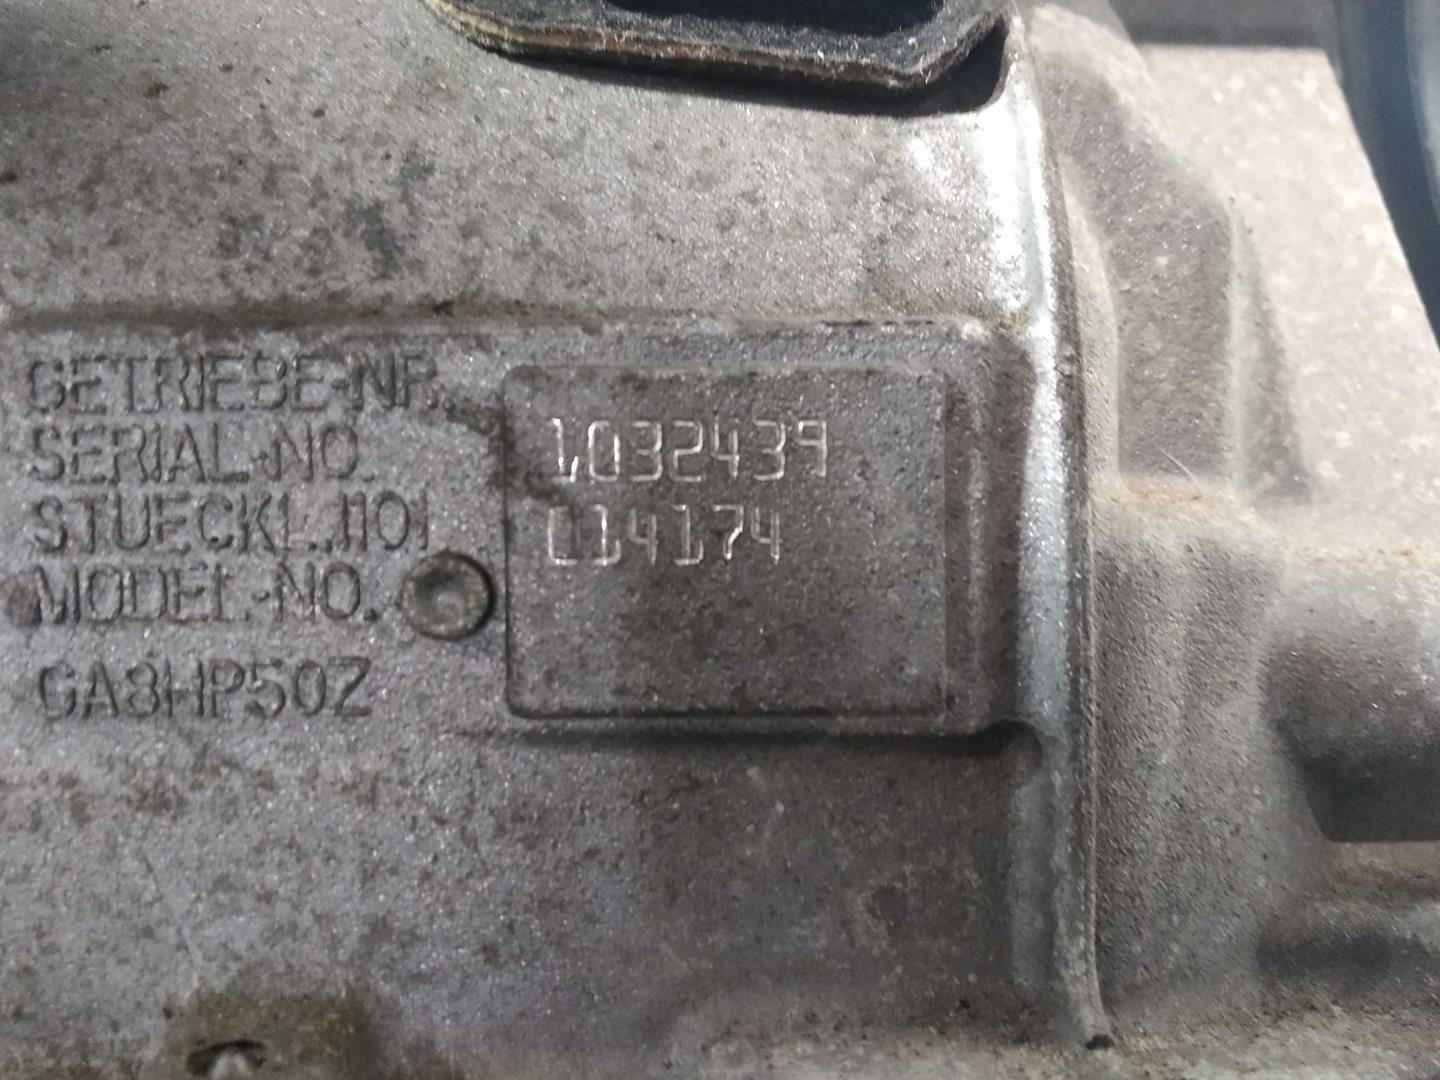 GETRIEBE-NR.
SERIAL-NO. 1032439
STUECKL.1101 014174
MODEL-NO.
GA8HP50Z